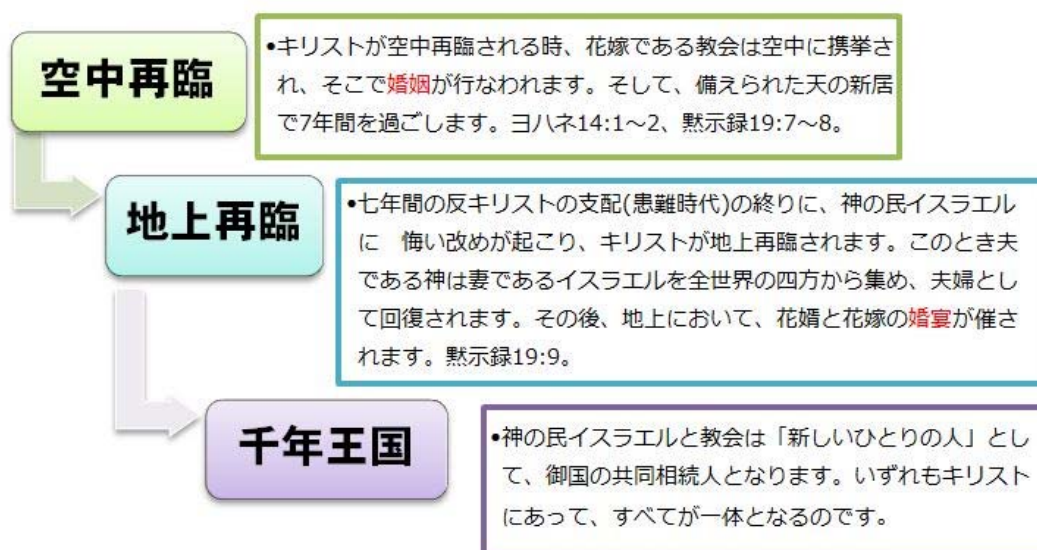 空中再臨
•キリストが空中再臨される時、花嫁である教会は空中に携挙さ
れ、そこで婚姻が行なわれます。そして、備えられた天の新居
で7年間を過ごします。ヨハネ14:1～2、黙示録19:7～8。
地上再臨
•七年間の反キリストの支配(患難時代)の終りに、神の民イスラエル
に　悔い改めが起こり、キリストが地上再臨されます。このとき夫
である神は妻であるイスラエルを全世界の四方から集め、夫婦とし
て回復されます。その後、地上において、花婿と花嫁の婚宴が催さ
れます。黙示録19:9。
千年王国
•神の民イスラエルと教会は「新しいひとりの人」とし
て、御国の共同相続人となります。いずれもキリスト
にあって、すべてが一体となるのです。